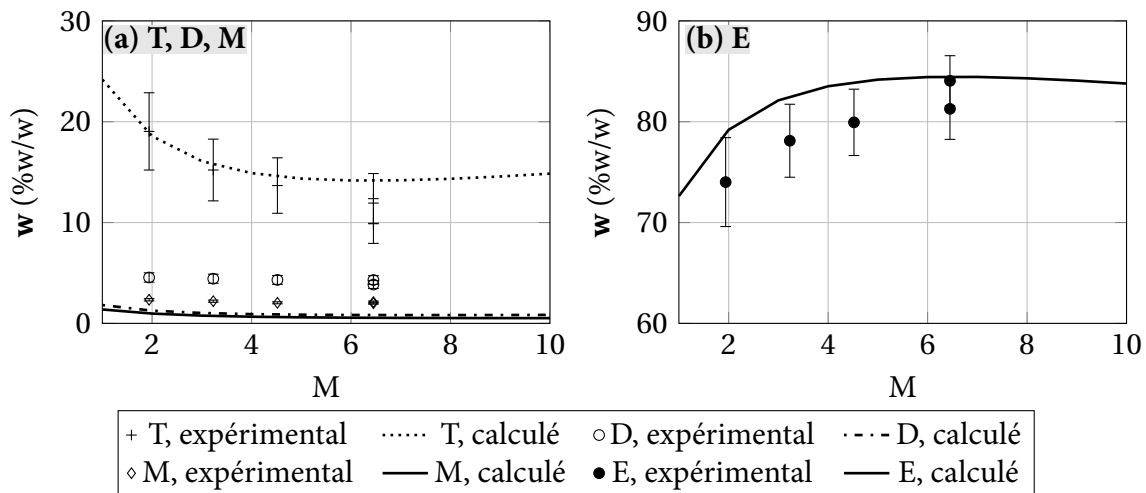 (a) T, D, M
30
20
10
0
2 4 6 8 10
w (%w/w)
M
(b) E
90
80
70
60
2 4 6 8 10
w (%w/w)
M
T, expérimental T, calculé D, expérimental D, calculé
M, expérimental M, calculé E, expérimental E, calculé